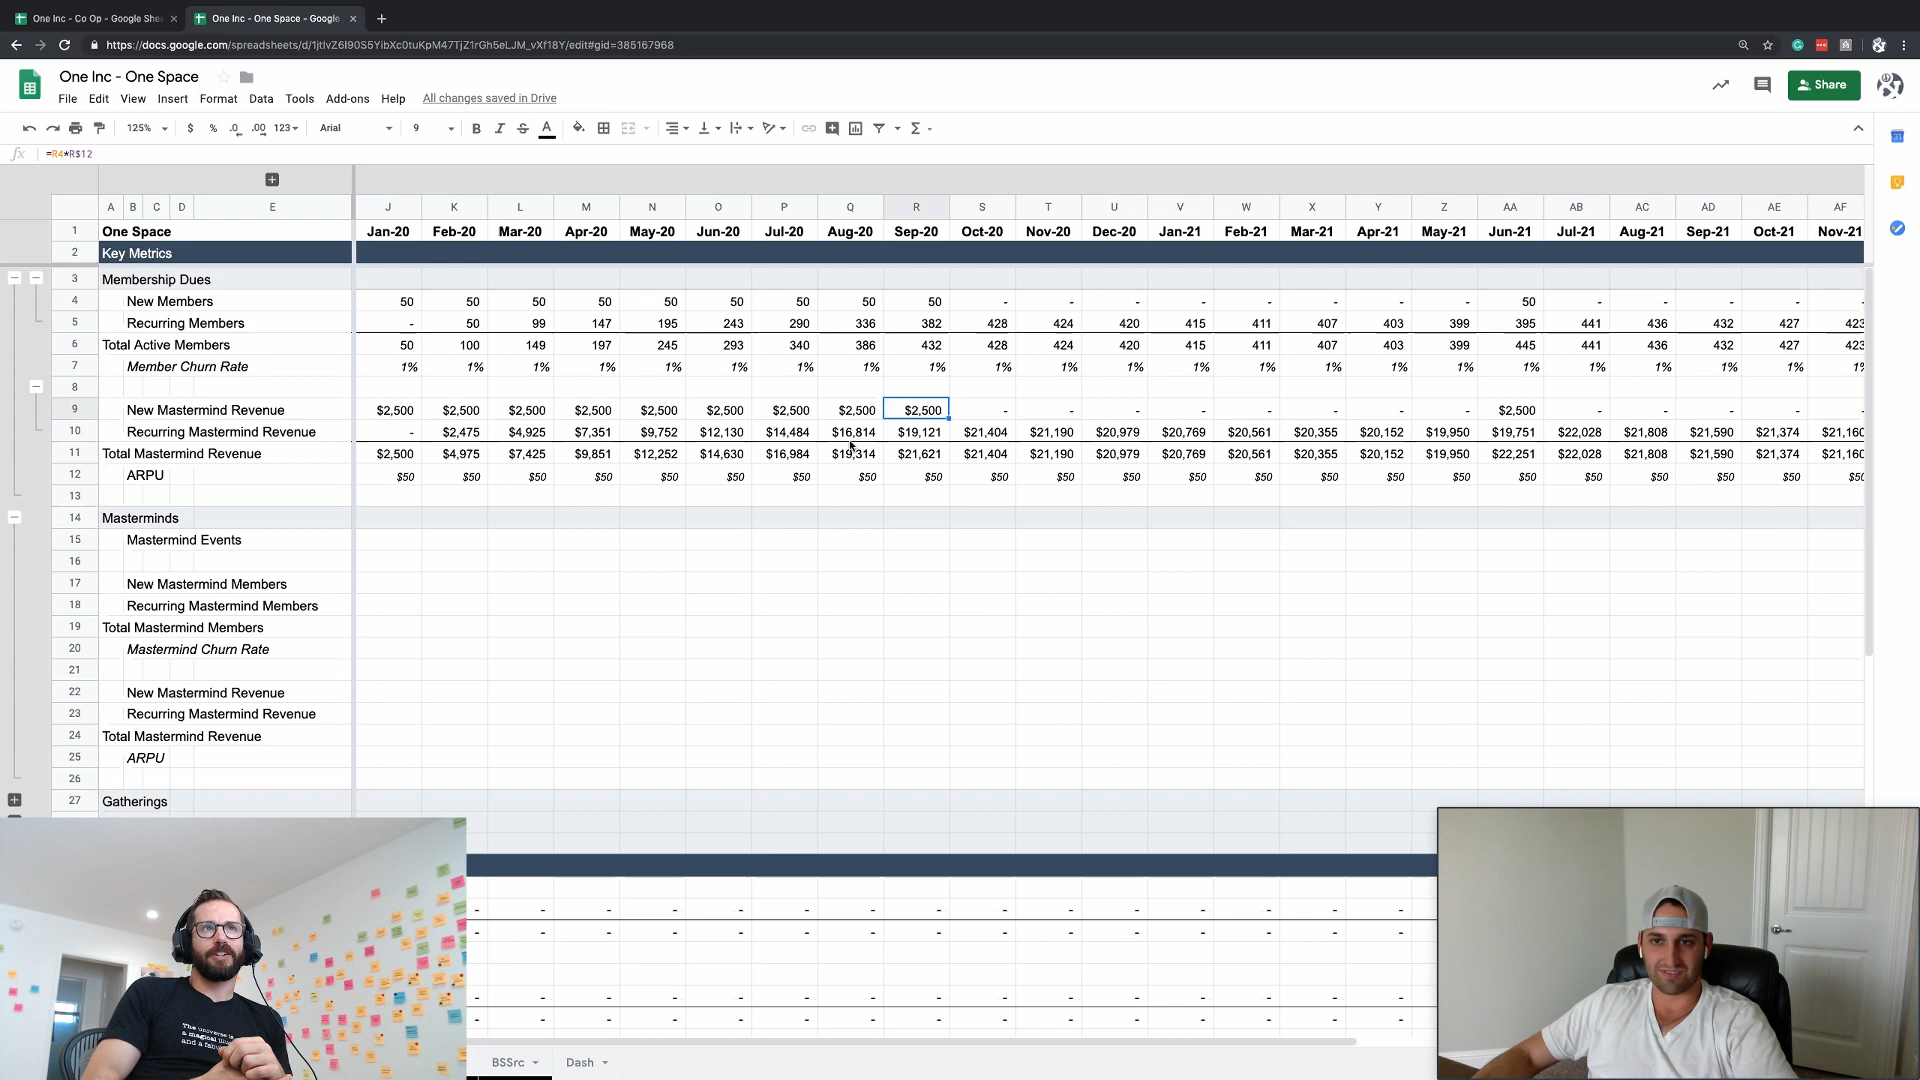 One Inc - Co Op - Google She
One Inc - One Space - Google
https://docs.google.com/spreadsheets/d/1jtIvZ6I90S5YibXc0tuKpM47TjZ1rGh5eLJM_vXf18Y/edit#gid=385167968
One Inc - One Space
File Edit View Insert Format Data Tools Add-ons Help All changes saved in Drive
Share
125% $ % .0 .00 123 Arial 9 B I S A
fx =R4*R$12
A B C D E J K L M N O P Q R S T U V W X Y Z AA AB AC AD AE AF
1 One Space Jan-20 Feb-20 Mar-20 Apr-20 May-20 Jun-20 Jul-20 Aug-20 Sep-20 Oct-20 Nov-20 Dec-20 Jan-21 Feb-21 Mar-21 Apr-21 May-21 Jun-21 Jul-21 Aug-21 Sep-21 Oct-21 Nov-21
2 Key Metrics
3 Membership Dues
4 New Members 50 50 50 50 50 50 50 50 50 - - - - - - - - 50 - - - - -
5 Recurring Members - 50 99 147 195 243 290 336 382 428 424 420 415 411 407 403 399 395 441 436 432 427 423
6 Total Active Members 50 100 149 197 245 293 340 386 432 428 424 420 415 411 407 403 399 445 441 436 432 427 423
7 Member Churn Rate 1% 1% 1% 1% 1% 1% 1% 1% 1% 1% 1% 1% 1% 1% 1% 1% 1% 1% 1% 1% 1% 1% 1%
8
9 New Mastermind Revenue $2,500 $2,500 $2,500 $2,500 $2,500 $2,500 $2,500 $2,500 $2,500 - - - - - - - - $2,500 - - - - -
10 Recurring Mastermind Revenue - $2,475 $4,925 $7,351 $9,752 $12,130 $14,484 $16,814 $19,121 $21,404 $21,190 $20,979 $20,769 $20,561 $20,355 $20,152 $19,950 $19,751 $22,028 $21,808 $21,590 $21,374 $21,160
11 Total Mastermind Revenue $2,500 $4,975 $7,425 $9,851 $12,252 $14,630 $16,984 $19,314 $21,621 $21,404 $21,190 $20,979 $20,769 $20,561 $20,355 $20,152 $19,950 $22,251 $22,028 $21,808 $21,590 $21,374 $21,160
12 ARPU $50 $50 $50 $50 $50 $50 $50 $50 $50 $50 $50 $50 $50 $50 $50 $50 $50 $50 $50 $50 $50 $50 $50
13
14 Masterminds
15 Mastermind Events
16
17 New Mastermind Members
18 Recurring Mastermind Members
19 Total Mastermind Members
20 Mastermind Churn Rate
21
22 New Mastermind Revenue
23 Recurring Mastermind Revenue
24 Total Mastermind Revenue
25 ARPU
26
27 Gatherings
- - - - - - - - - - - - - - -
- - - - - - - - - - - - - - -
- - - - - - - - - - - - - - -
- - - - - - - - - - - - - - -
The universe is
a magical
and a
BSSrc Dash